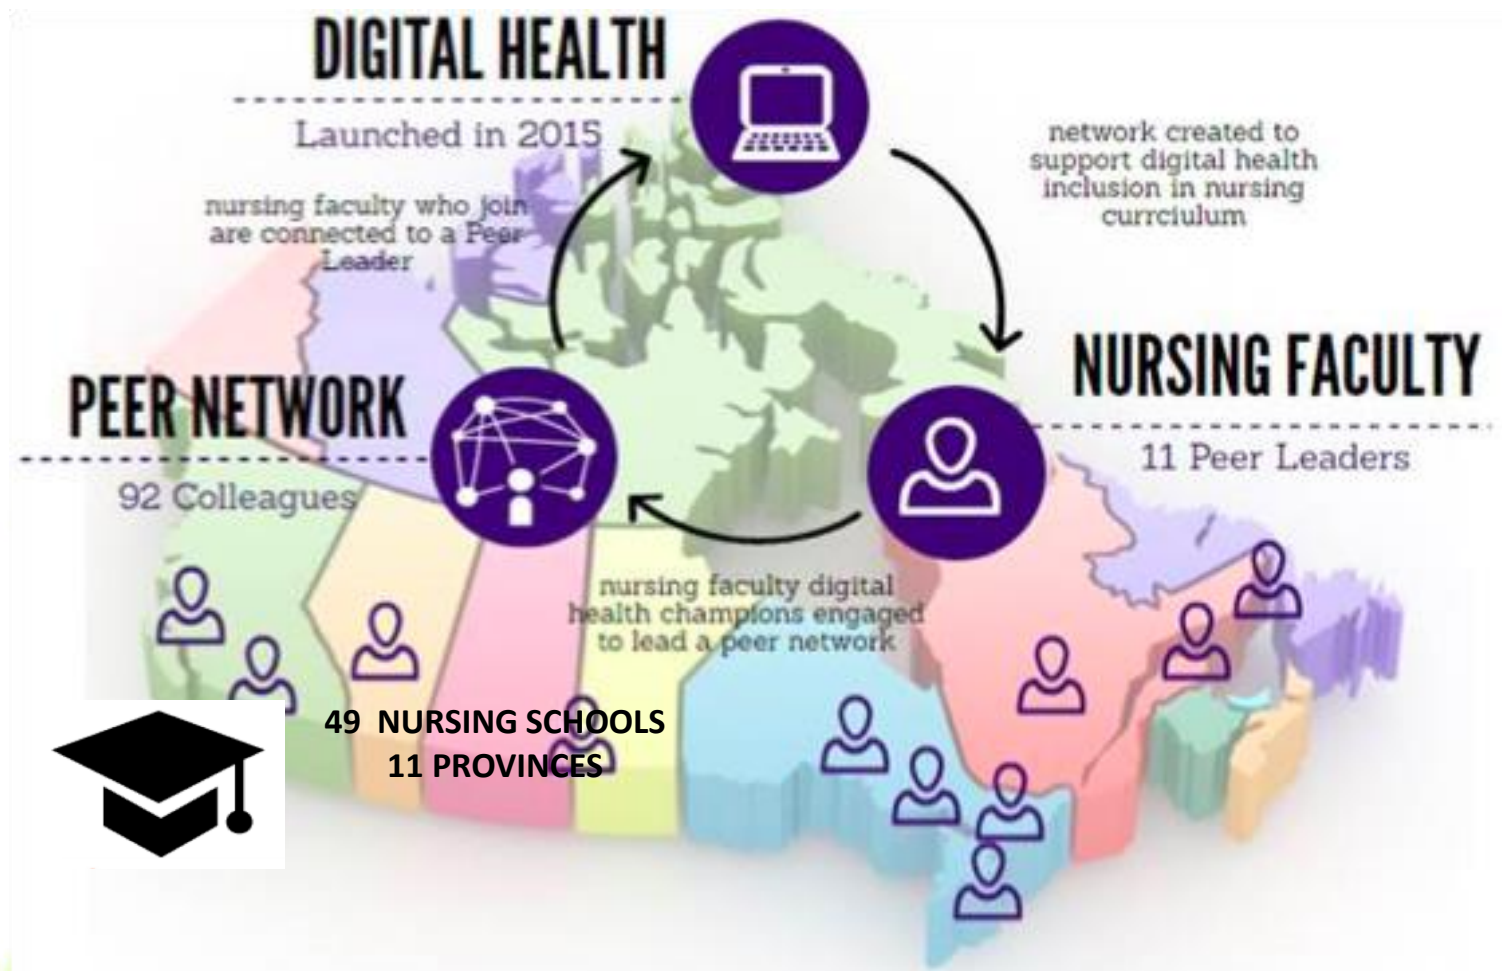 DIGITAL HEALTH
Launched in 2015
network created to
support digital health
inclusion in nursing
currciulum
nursing faculty who join
are connected to a Peer
Leader
NURSING FACULTY
11 Peer Leaders
PEER NETWORK
92 Colleagues
nursing faculty digital
health champions engaged
to lead a peer network
49 NURSING SCHOOLS
11 PROVINCES